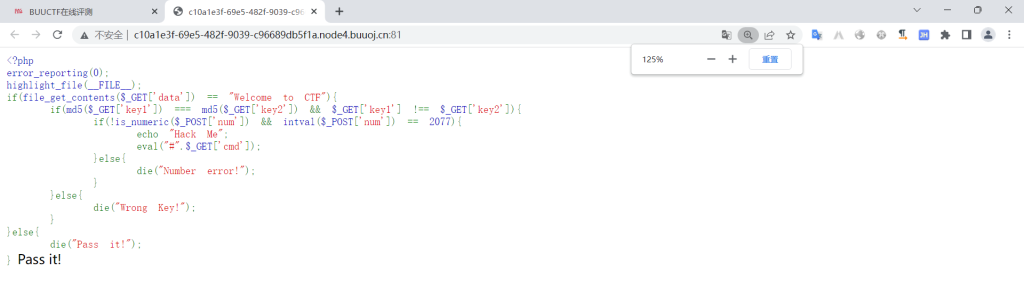 BUUCTF在线评测
c10a1e3f-69e5-482f-9039-c96
不安全 | c10a1e3f-69e5-482f-9039-c96689db5f1a.node4.buuoj.cn:81
125% − + 重置
<?php
error_reporting(0);
highlight_file(__FILE__);
if(file_get_contents($_GET['data']) == "Welcome to CTF"){
if(md5($_GET['key1']) === md5($_GET['key2']) && $_GET['key1'] !== $_GET['key2']){
if(!is_numeric($_POST['num']) && intval($_POST['num']) == 2077){
echo "Hack Me";
eval("#".$_GET['cmd']);
}else{
die("Number error!");
}
}else{
die("Wrong Key!");
}
}else{
die("Pass it!");
} Pass it!